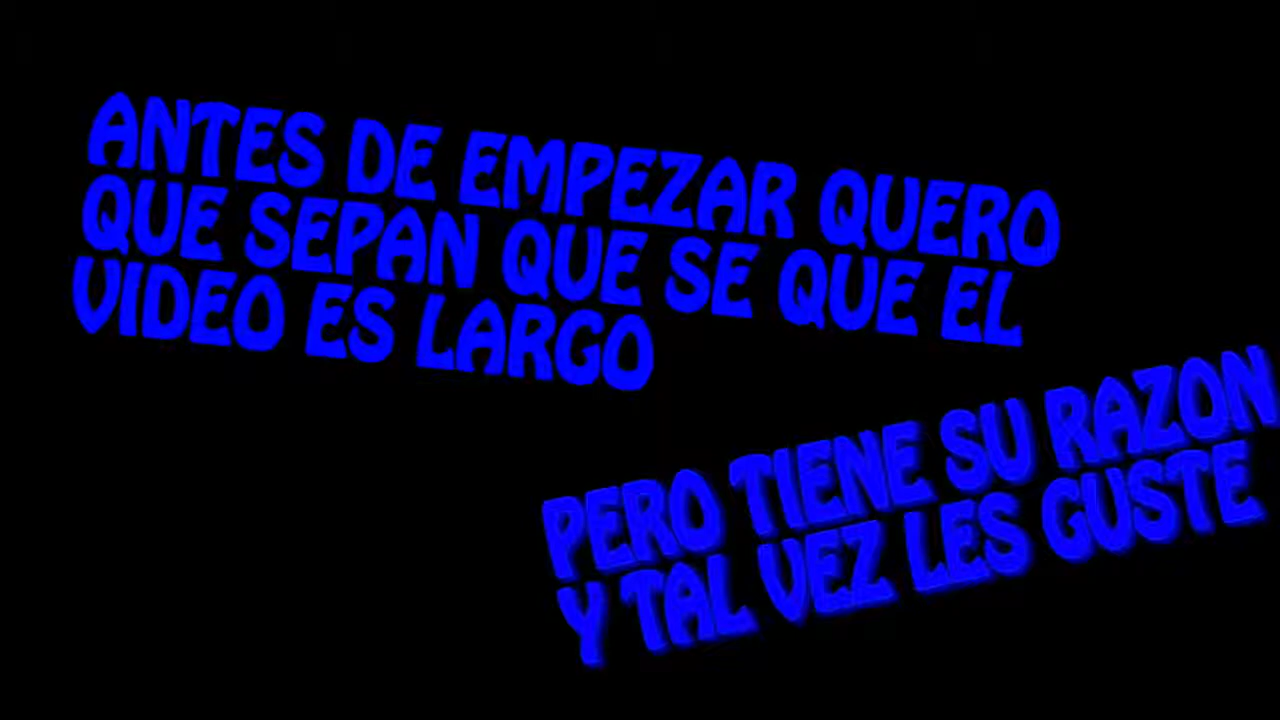 ANTES DE EMPEZAR QUERO
QUE SEPAN QUE SE QUE EL
VIDEO ES LARGO
PERO TIENE SU RAZON
Y TAL VEZ LES GUSTE